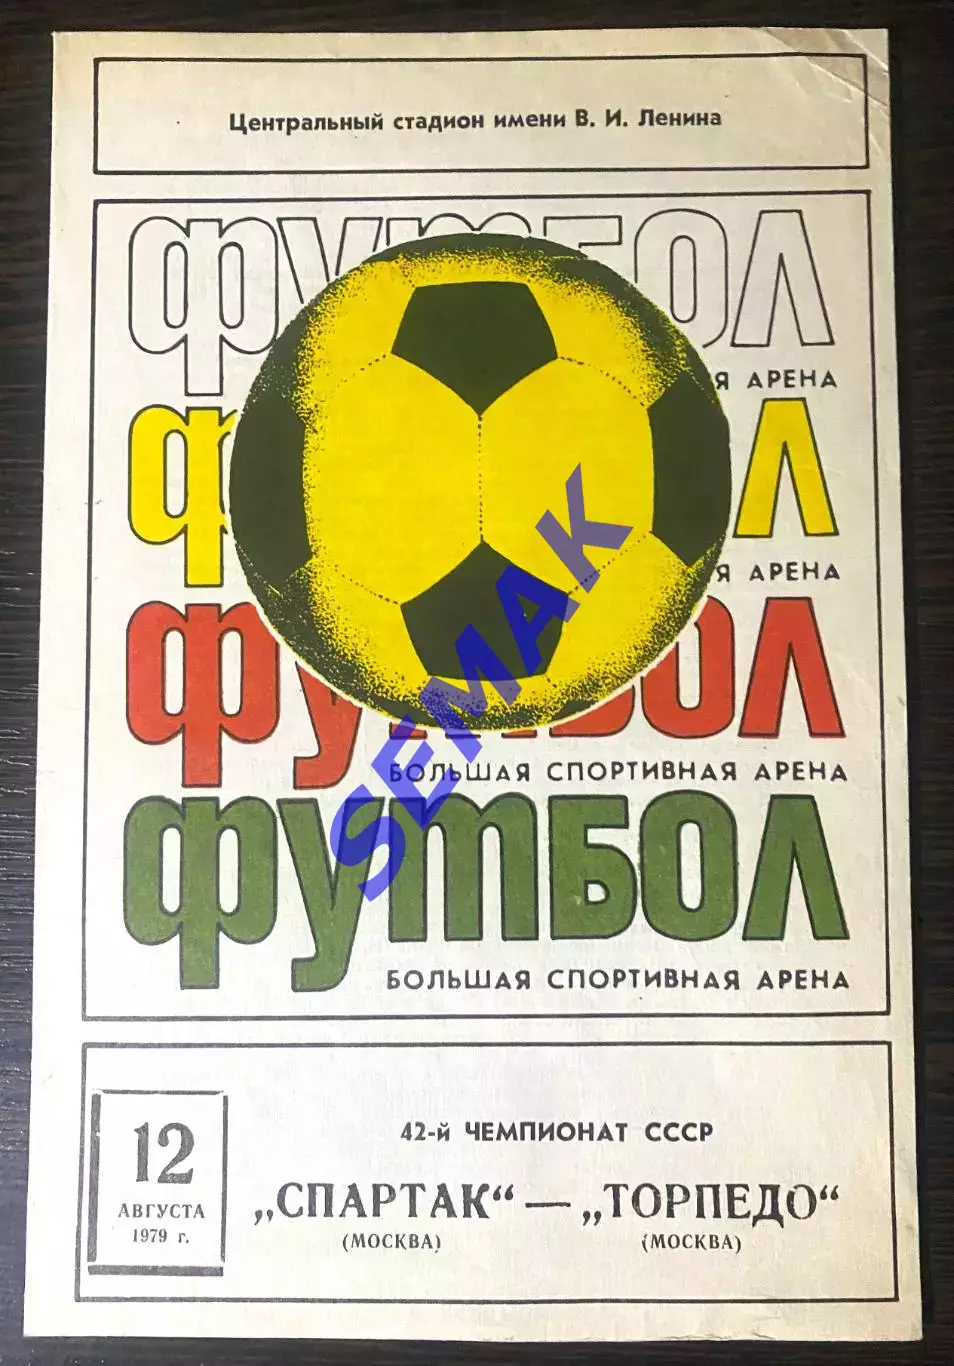 Центральный стадион имени В. И. Ленина
футбол
я арена
ф л
я арена
футбол
БОЛЬШАЯ СПОРТИВНАЯ АРЕНА
футбол
БОЛЬШАЯ СПОРТИВНАЯ АРЕНА
SEMAK
12
АВГУСТА
1979 г.
42-й ЧЕМПИОНАТ СССР
„СПАРТАК“ — „ТОРПЕДО“
(МОСКВА) (МОСКВА)